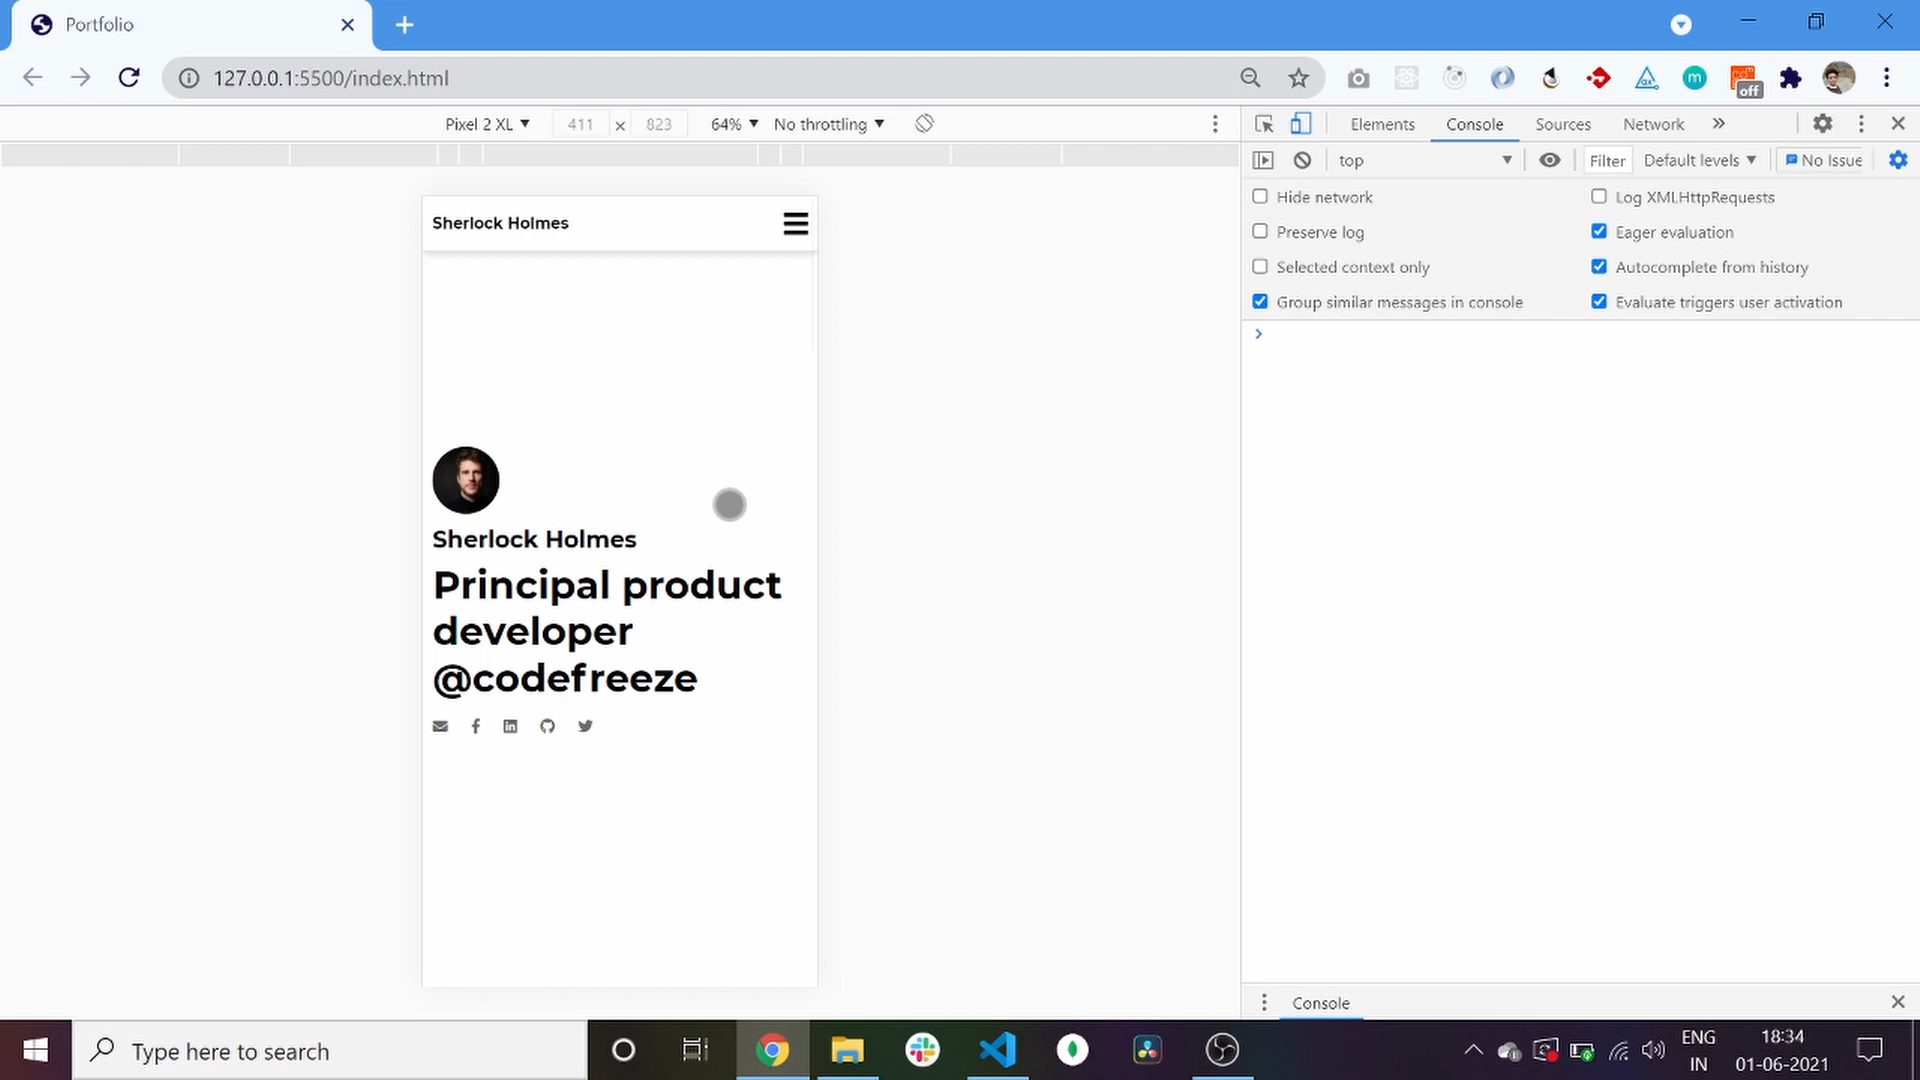 Portfolio
127.0.0.1:5500/index.html
off
Pixel 2 XL 411 x 823 64% No throttling
Elements Console Sources Network
top Filter Default levels No Issue
Hide network Log XMLHttpRequests
Preserve log Eager evaluation
Selected context only Autocomplete from history
Group similar messages in console Evaluate triggers user activation
Sherlock Holmes
Sherlock Holmes
Principal product
developer
@codefreeze
Console
Type here to search
ENG
IN
18:34
01-06-2021